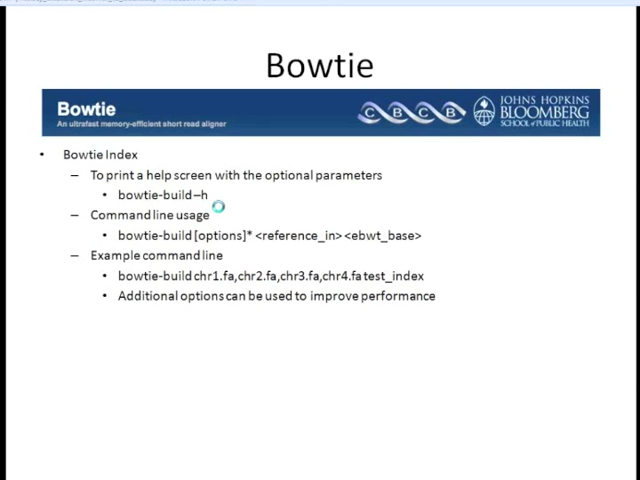 Bowtie
Bowtie
An ultrafast memory-efficient short read aligner
C B C B
JOHNS HOPKINS
BLOOMBERG
SCHOOL of PUBLIC HEALTH
• Bowtie Index
– To print a help screen with the optional parameters
• bowtie-build –h
– Command line usage
• bowtie-build [options]* <reference_in> <ebwt_base>
– Example command line
• bowtie-build chr1.fa,chr2.fa,chr3.fa,chr4.fa test_index
• Additional options can be used to improve performance